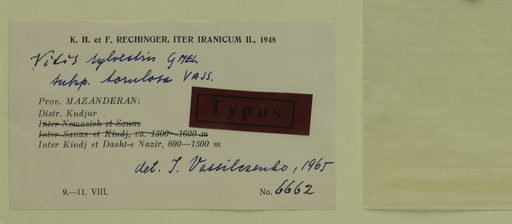 K. H. et F. RECHINGER, ITER IRANICUM II., 1948
Vitis sylvestris GMEL.
subsp. torulosa VASS.
Typus
Prov. MAZANDERAN:
Distr. Kudjur
Inter Nomasich et Sanas
Inter Sanas et Kindj, ca. 1300—1600 m
Inter Kindj et Dasht-e Nazir, 800—1300 m
det. I. Vassilczenko, 1965
9.—11. VIII.
No. 6662